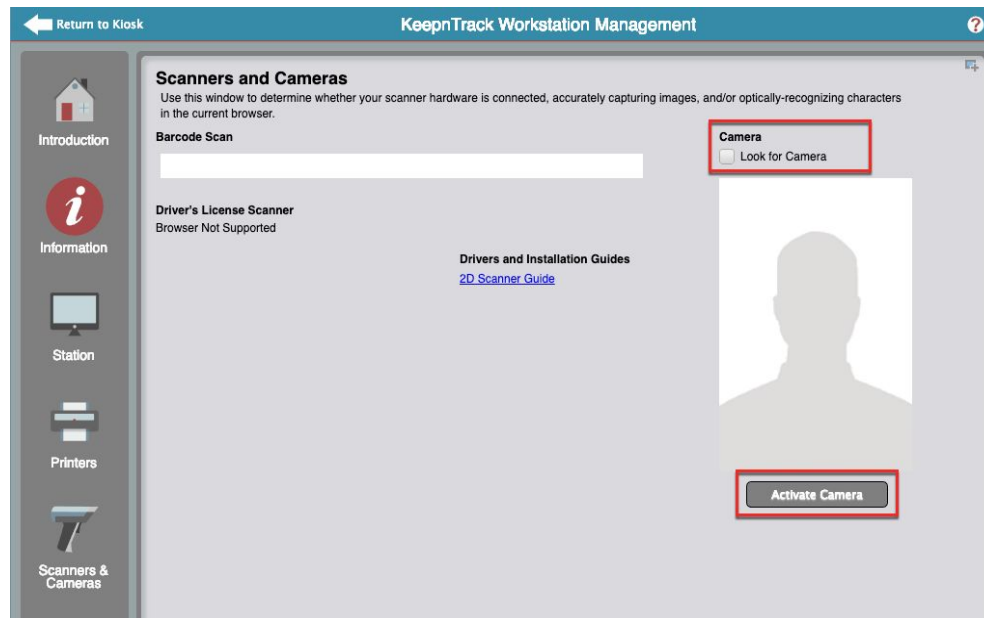 Return to Kiosk
KeepnTrack Workstation Management
?
Introduction
i
Information
Station
Printers
Scanners &
Cameras
Scanners and Cameras
Use this window to determine whether your scanner hardware is connected, accurately capturing images, and/or optically-recognizing characters
in the current browser.
Barcode Scan
Camera
Look for Camera
Driver's License Scanner
Browser Not Supported
Drivers and Installation Guides
2D Scanner Guide
Activate Camera